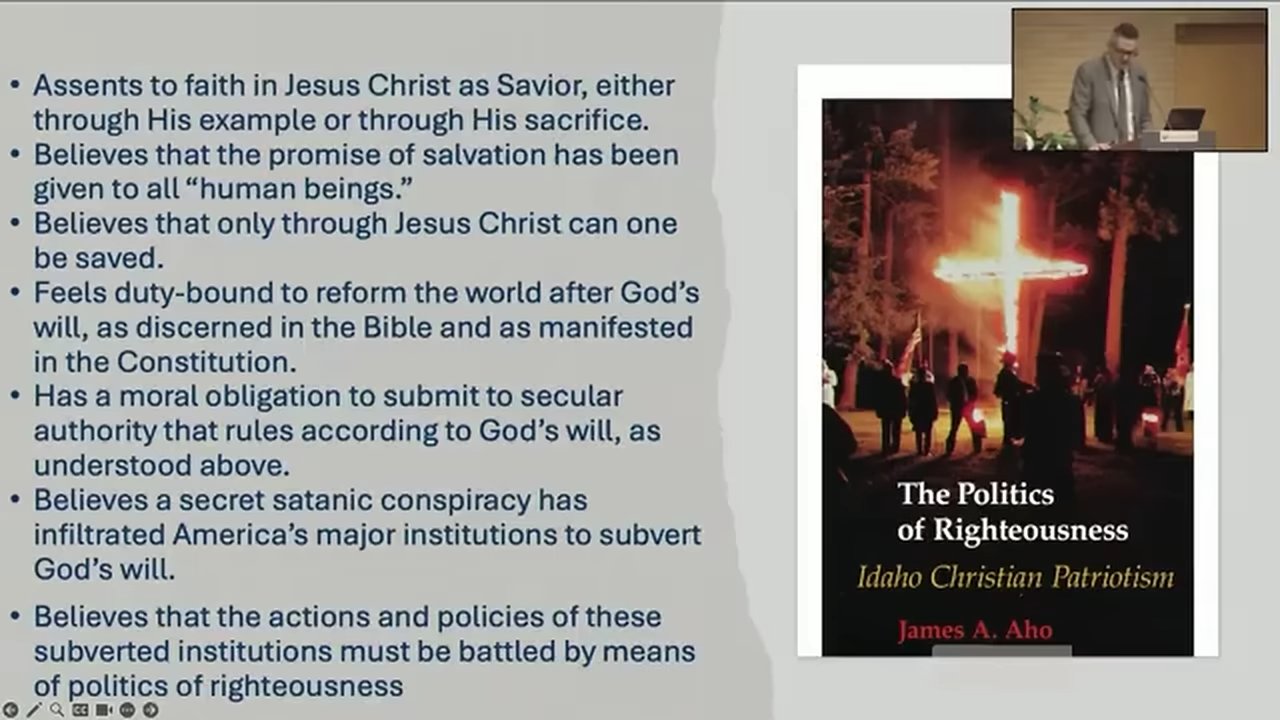 • Assents to faith in Jesus Christ as Savior, either
through His example or through His sacrifice.
• Believes that the promise of salvation has been
given to all “human beings.”
• Believes that only through Jesus Christ can one
be saved.
• Feels duty-bound to reform the world after God’s
will, as discerned in the Bible and as manifested
in the Constitution.
• Has a moral obligation to submit to secular
authority that rules according to God’s will, as
understood above.
• Believes a secret satanic conspiracy has
infiltrated America’s major institutions to subvert
God’s will.
• Believes that the actions and policies of these
subverted institutions must be battled by means
of politics of righteousness
The Politics
of Righteousness
Idaho Christian Patriotism
James A. Aho